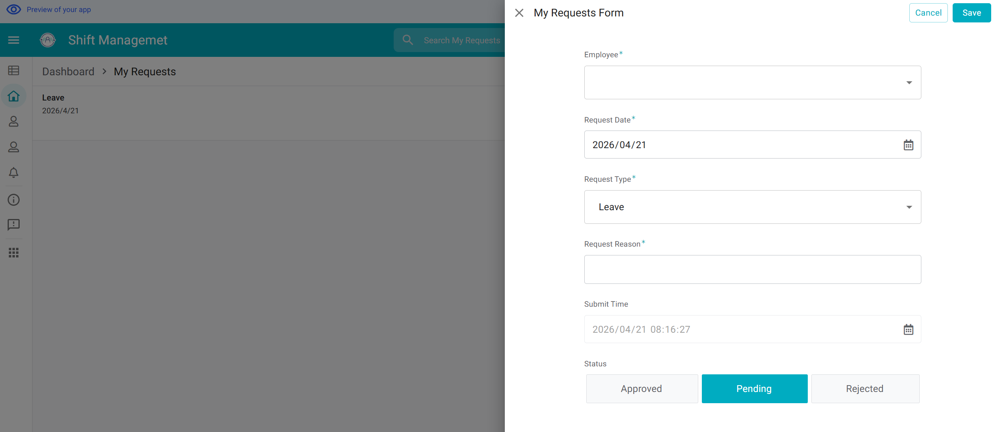 Preview of your app
Shift Managemet
Search My Requests
Dashboard > My Requests
Leave
2026/4/21
My Requests Form
Cancel
Save
Employee*
Request Date*
2026/04/21
Request Type*
Leave
Request Reason*
Submit Time
2026/04/21 08:16:27
Status
Approved
Pending
Rejected